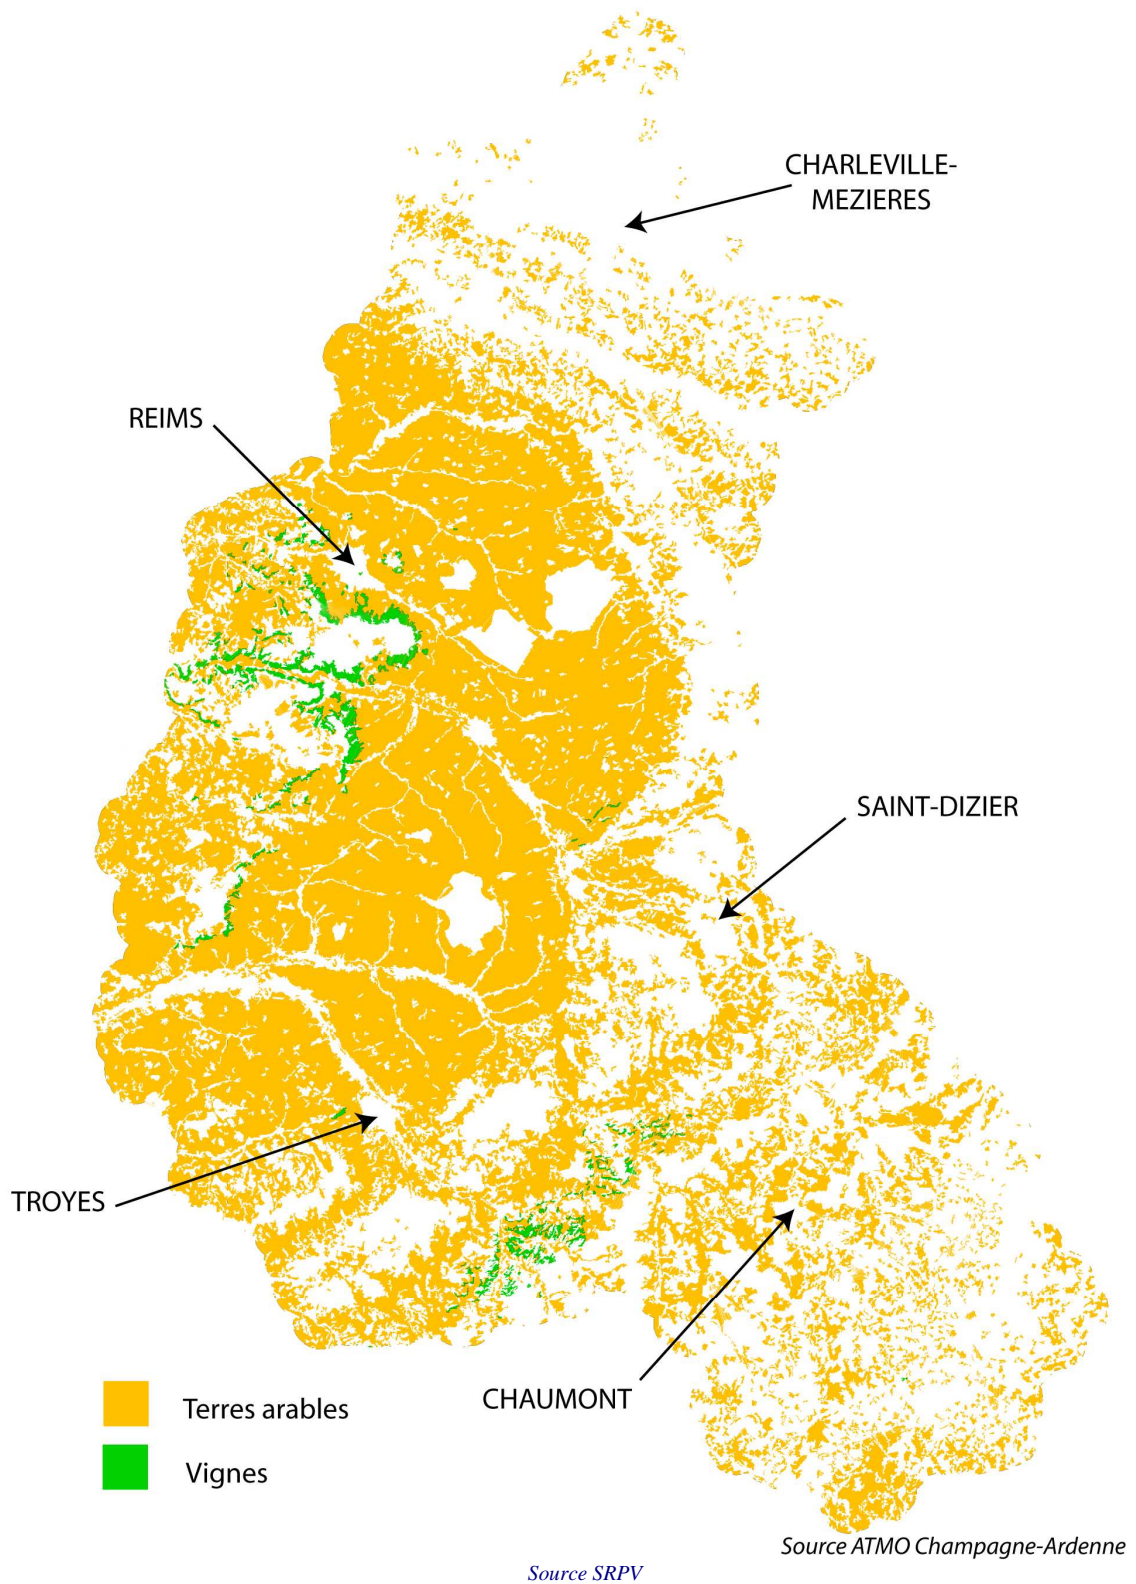 CHARLEVILLE-
MEZIERES
REIMS
SAINT-DIZIER
TROYES
CHAUMONT
Terres arables
Vignes
Source ATMO Champagne-Ardenne
Source SRPV